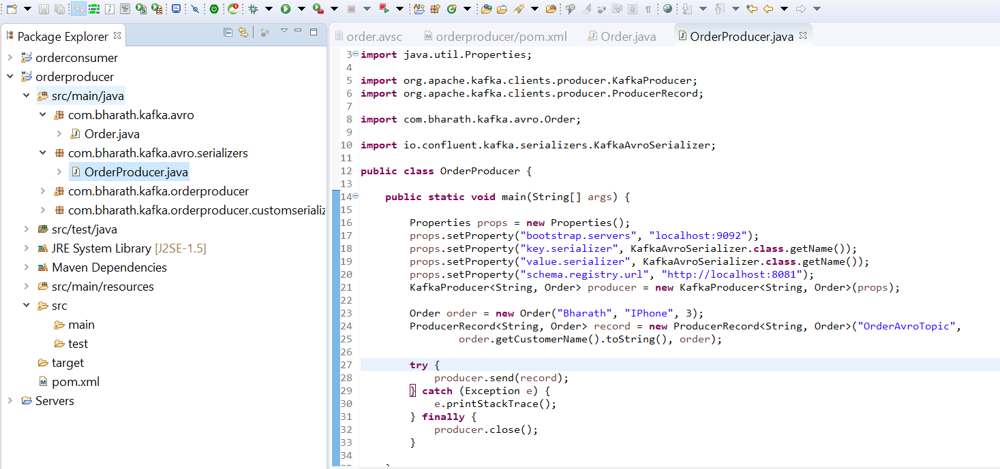 Package Explorer
orderconsumer
orderproducer
src/main/java
com.bharath.kafka.avro
Order.java
com.bharath.kafka.avro.serializers
OrderProducer.java
com.bharath.kafka.orderproducer
com.bharath.kafka.orderproducer.customserializ
src/test/java
JRE System Library [J2SE-1.5]
Maven Dependencies
src/main/resources
src
main
test
target
pom.xml
Servers
order.avsc orderproducer/pom.xml Order.java OrderProducer.java
3 import java.util.Properties;
4
5 import org.apache.kafka.clients.producer.KafkaProducer;
6 import org.apache.kafka.clients.producer.ProducerRecord;
7
8 import com.bharath.kafka.avro.Order;
9
10 import io.confluent.kafka.serializers.KafkaAvroSerializer;
11
12 public class OrderProducer {
13
14 public static void main(String[] args) {
15
16 Properties props = new Properties();
17 props.setProperty("bootstrap.servers", "localhost:9092");
18 props.setProperty("key.serializer", KafkaAvroSerializer.class.getName());
19 props.setProperty("value.serializer", KafkaAvroSerializer.class.getName());
20 props.setProperty("schema.registry.url", "http://localhost:8081");
21 KafkaProducer<String, Order> producer = new KafkaProducer<String, Order>(props);
22
23 Order order = new Order("Bharath", "IPhone", 3);
24 ProducerRecord<String, Order> record = new ProducerRecord<String, Order>("OrderAvroTopic",
25 order.getCustomerName().toString(), order);
26
27 try {
28 producer.send(record);
29 } catch (Exception e) {
30 e.printStackTrace();
31 } finally {
32 producer.close();
33 }
34